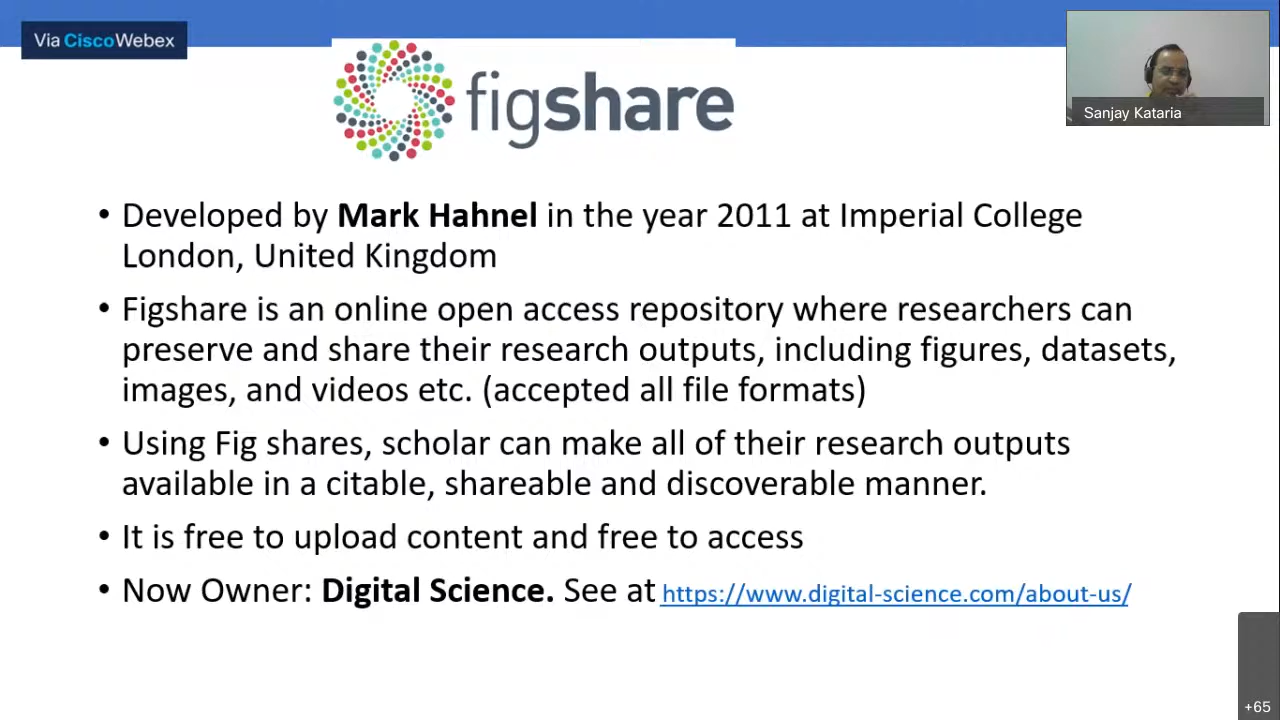 Via CiscoWebex
figshare
Sanjay Kataria
• Developed by Mark Hahnel in the year 2011 at Imperial College
London, United Kingdom
• Figshare is an online open access repository where researchers can
preserve and share their research outputs, including figures, datasets,
images, and videos etc. (accepted all file formats)
• Using Fig shares, scholar can make all of their research outputs
available in a citable, shareable and discoverable manner.
• It is free to upload content and free to access
• Now Owner: Digital Science. See at https://www.digital-science.com/about-us/
+65